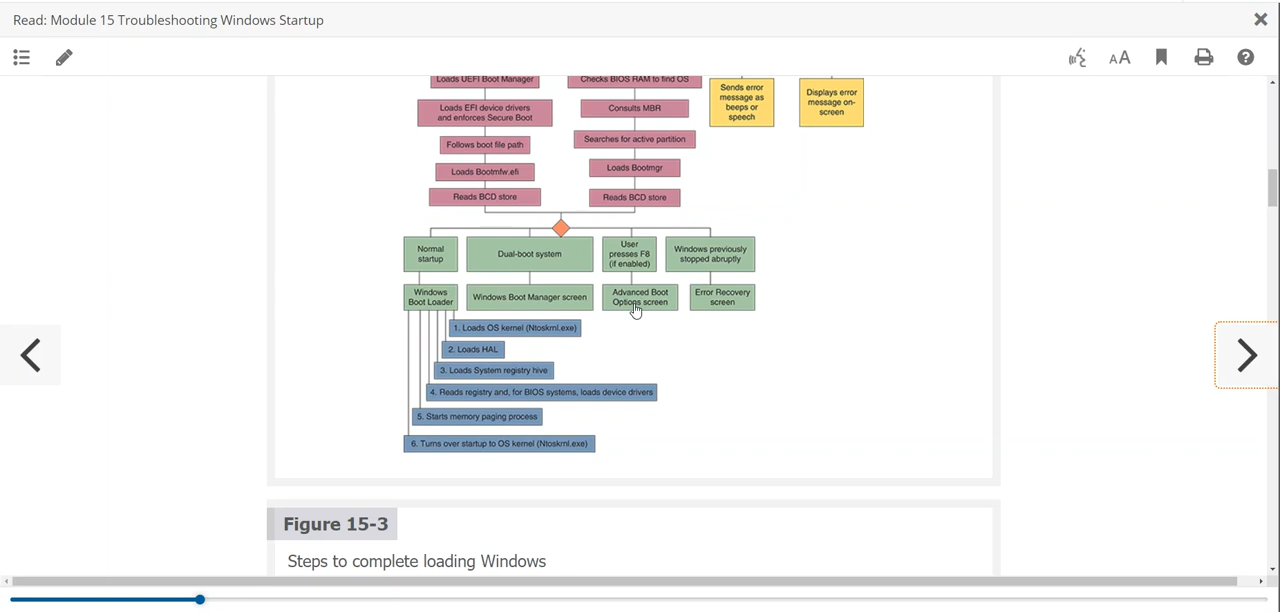 Read: Module 15 Troubleshooting Windows Startup
AA
Loads UEFI Boot Manager
Checks BIOS RAM to find OS
Sends error
message as
beeps or
speech
Displays error
message on-
screen
Loads EFI device drivers
and enforces Secure Boot
Consults MBR
Follows boot file path
Searches for active partition
Loads Bootmfw.efi
Loads Bootmgr
Reads BCD store
Reads BCD store
Normal
startup
Dual-boot system
User
presses F8
(if enabled)
Windows previously
stopped abruptly
Windows
Boot Loader
Windows Boot Manager screen
Advanced Boot
Options screen
Error Recovery
screen
1. Loads OS kernel (Ntoskrnl.exe)
2. Loads HAL
3. Loads System registry hive
4. Reads registry and, for BIOS systems, loads device drivers
5. Starts memory paging process
6. Turns over startup to OS kernel (Ntoskrnl.exe)
Figure 15-3
Steps to complete loading Windows